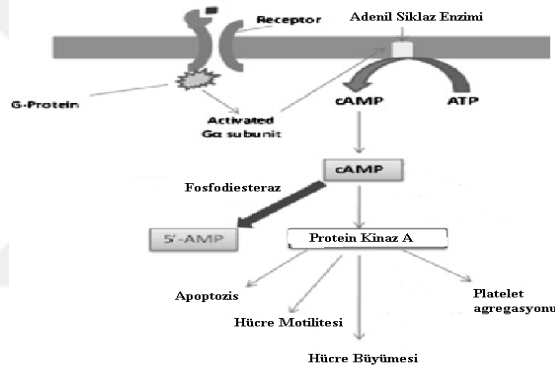 Receptor
Adenil Siklaz Enzimi
G-Protein
Activated
Gα subunit
cAMP
ATP
cAMP
Fosfodiesteraz
5'-AMP
Protein Kinaz A
Apoptozis
Hücre Motilitesi
Hücre Büyümesi
Platelet
agregasyonu